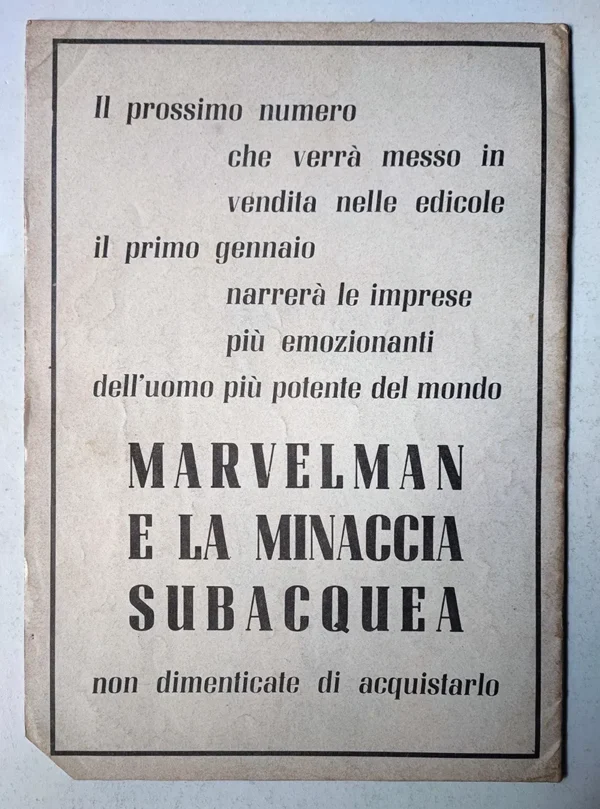 Il prossimo numero
che verrà messo in
vendita nelle edicole
il primo gennaio
narrerà le imprese
più emozionanti
dell'uomo più potente del mondo
MARVELMAN
E LA MINACCIA
SUBACQUEA
non dimenticate di acquistarlo